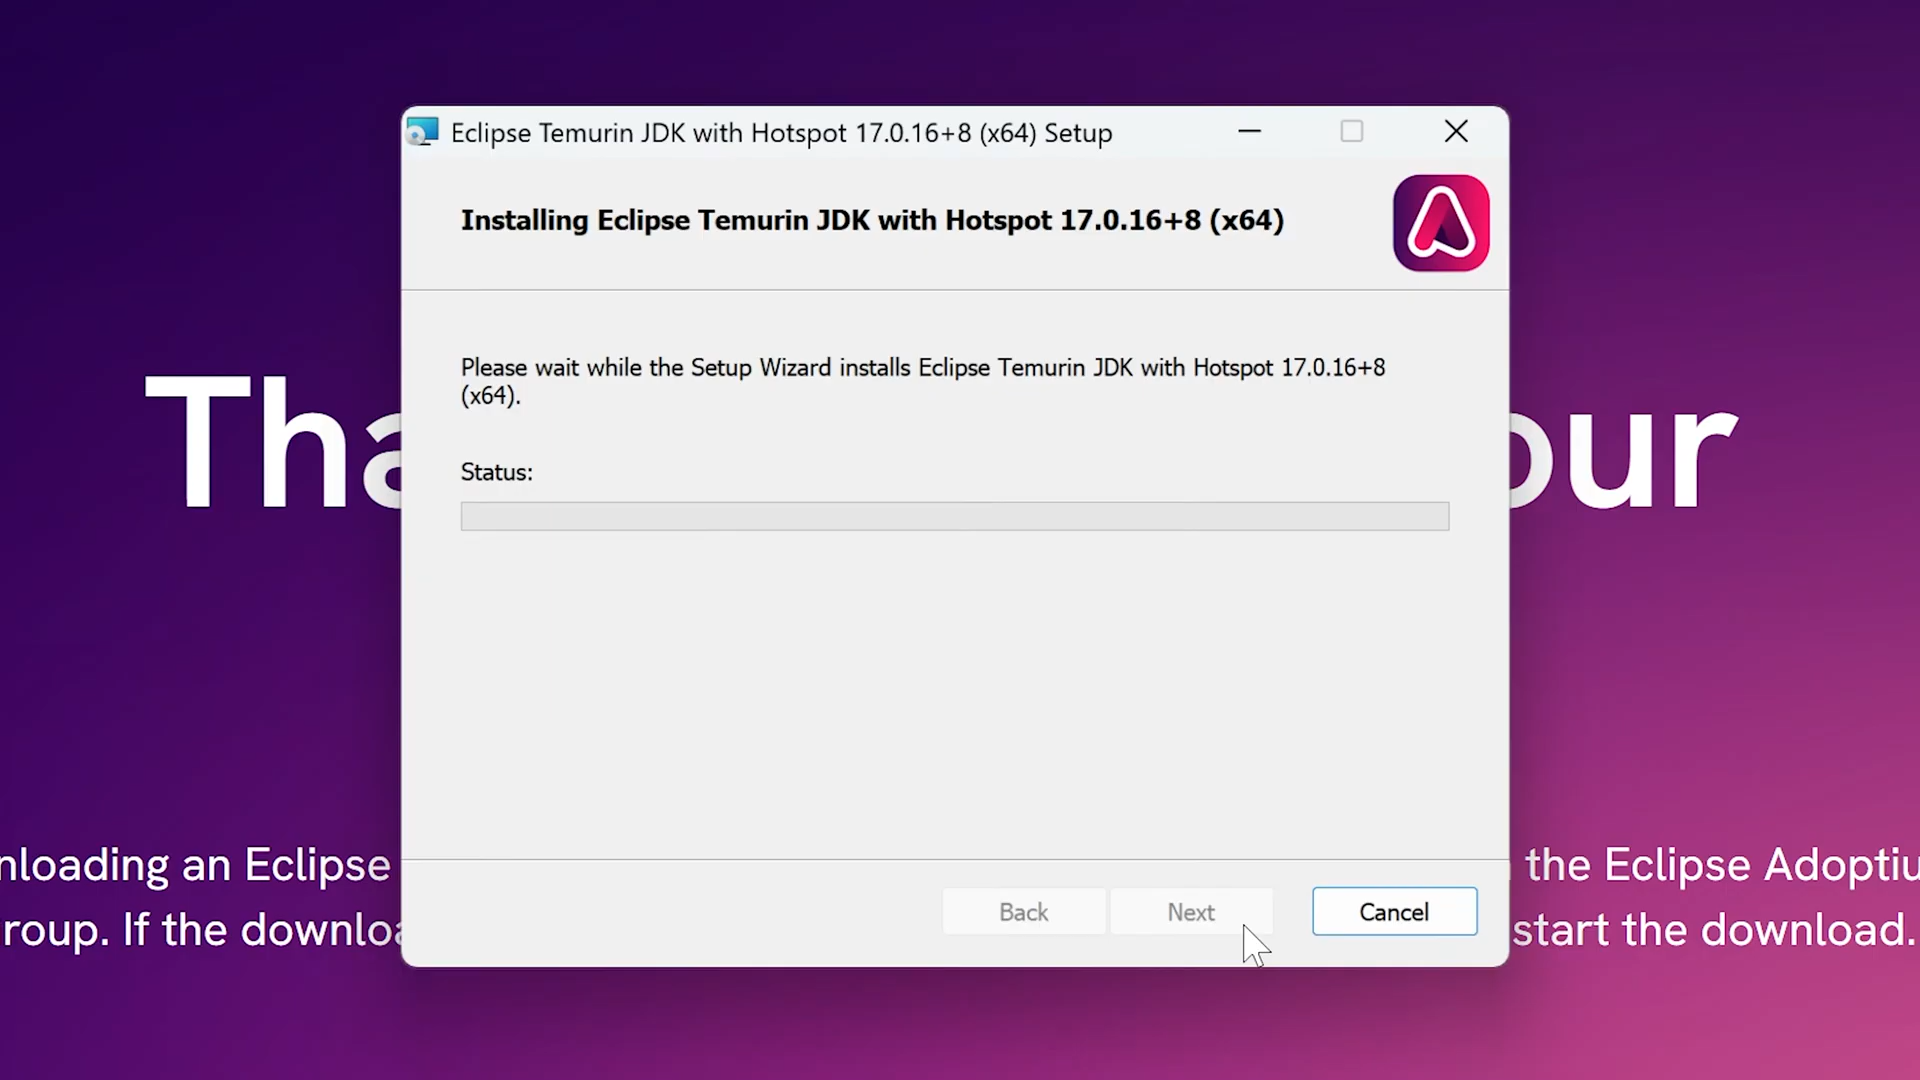 Eclipse Temurin JDK with Hotspot 17.0.16+8 (x64) Setup
Installing Eclipse Temurin JDK with Hotspot 17.0.16+8 (x64)
Please wait while the Setup Wizard installs Eclipse Temurin JDK with Hotspot 17.0.16+8
(x64).
Status:
Back
Next
Cancel
Tha
our
nloading an Eclipse
the Eclipse Adoptiu
roup. If the downloa
start the download.